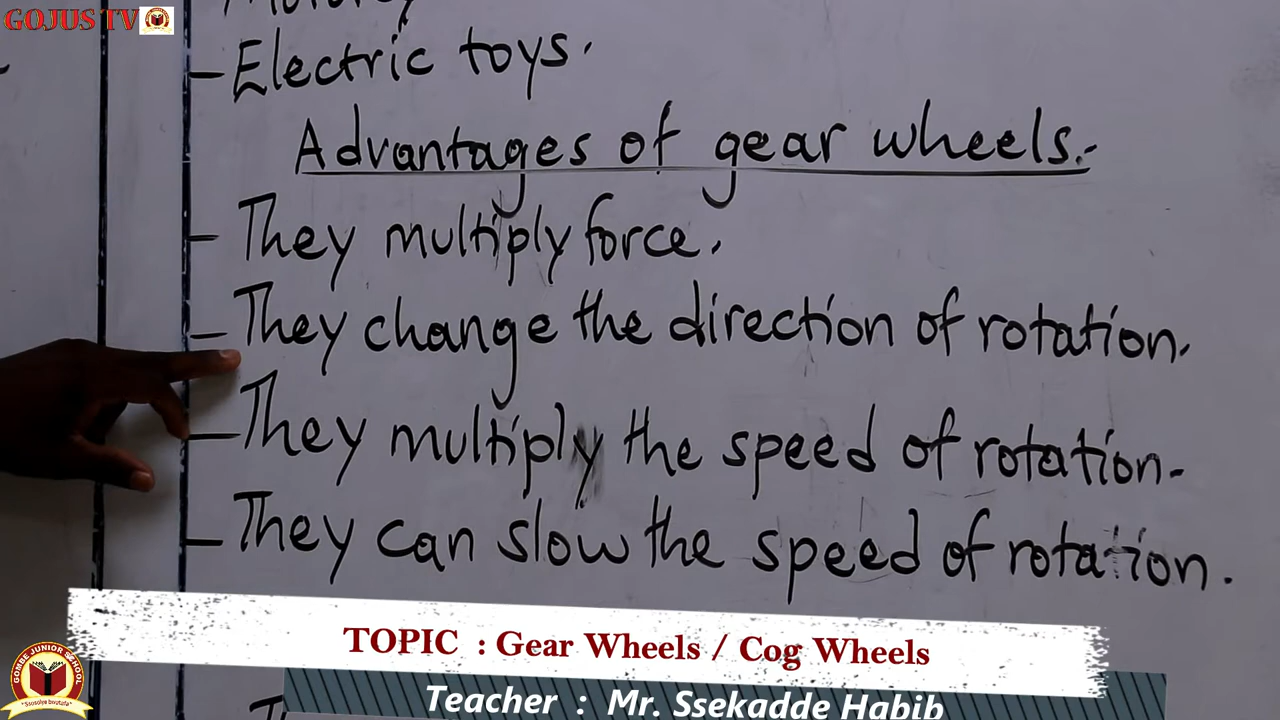 GOJUS TV
- Electric toys.
Advantages of gear wheels.
- They multiply force.
- They change the direction of rotation.
- They multiply the speed of rotation.
- They can slow the speed of rotation.
TOPIC : Gear Wheels / Cog Wheels
GOMBE JUNIOR SCHOOL
Teacher : Mr. Ssekadde Habib